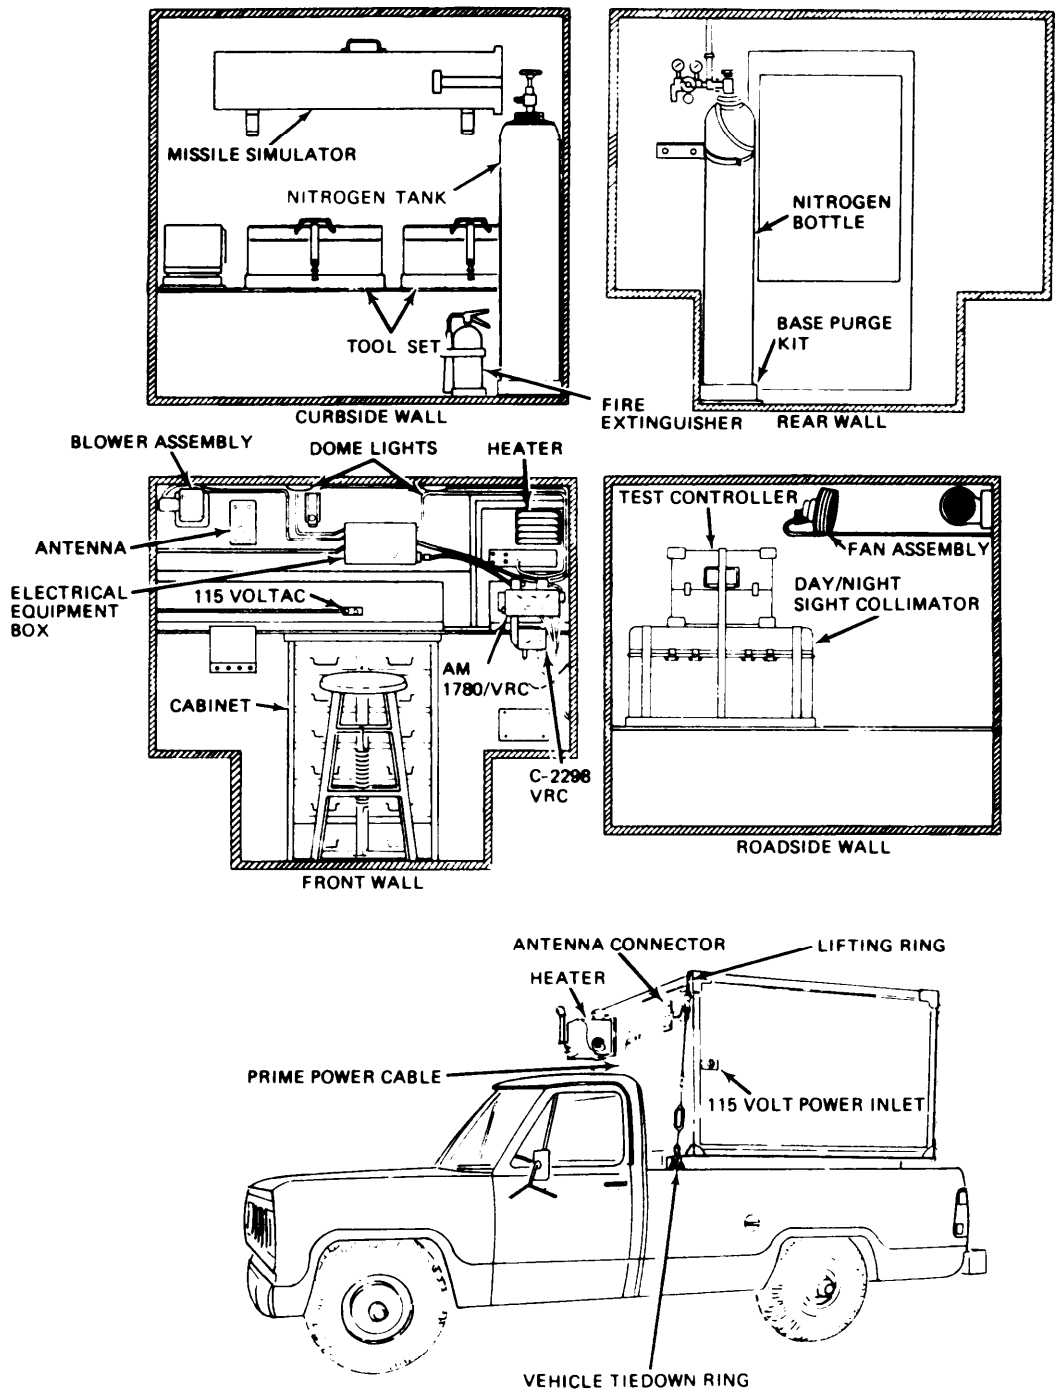 MISSILE SIMULATOR
NITROGEN TANK
TOOL SET
CURBSIDE WALL
FIRE
EXTINGUISHER
NITROGEN
BOTTLE
BASE PURGE
KIT
REAR WALL
BLOWER ASSEMBLY
DOME LIGHTS
HEATER
ANTENNA
ELECTRICAL
EQUIPMENT
BOX
115 VOLTAC
AM
1780/VRC
CABINET
C-2298
VRC
FRONT WALL
TEST CONTROLLER
FAN ASSEMBLY
DAY/NIGHT
SIGHT COLLIMATOR
ROADSIDE WALL
ANTENNA CONNECTOR
LIFTING RING
HEATER
PRIME POWER CABLE
115 VOLT POWER INLET
VEHICLE TIEDOWN RING